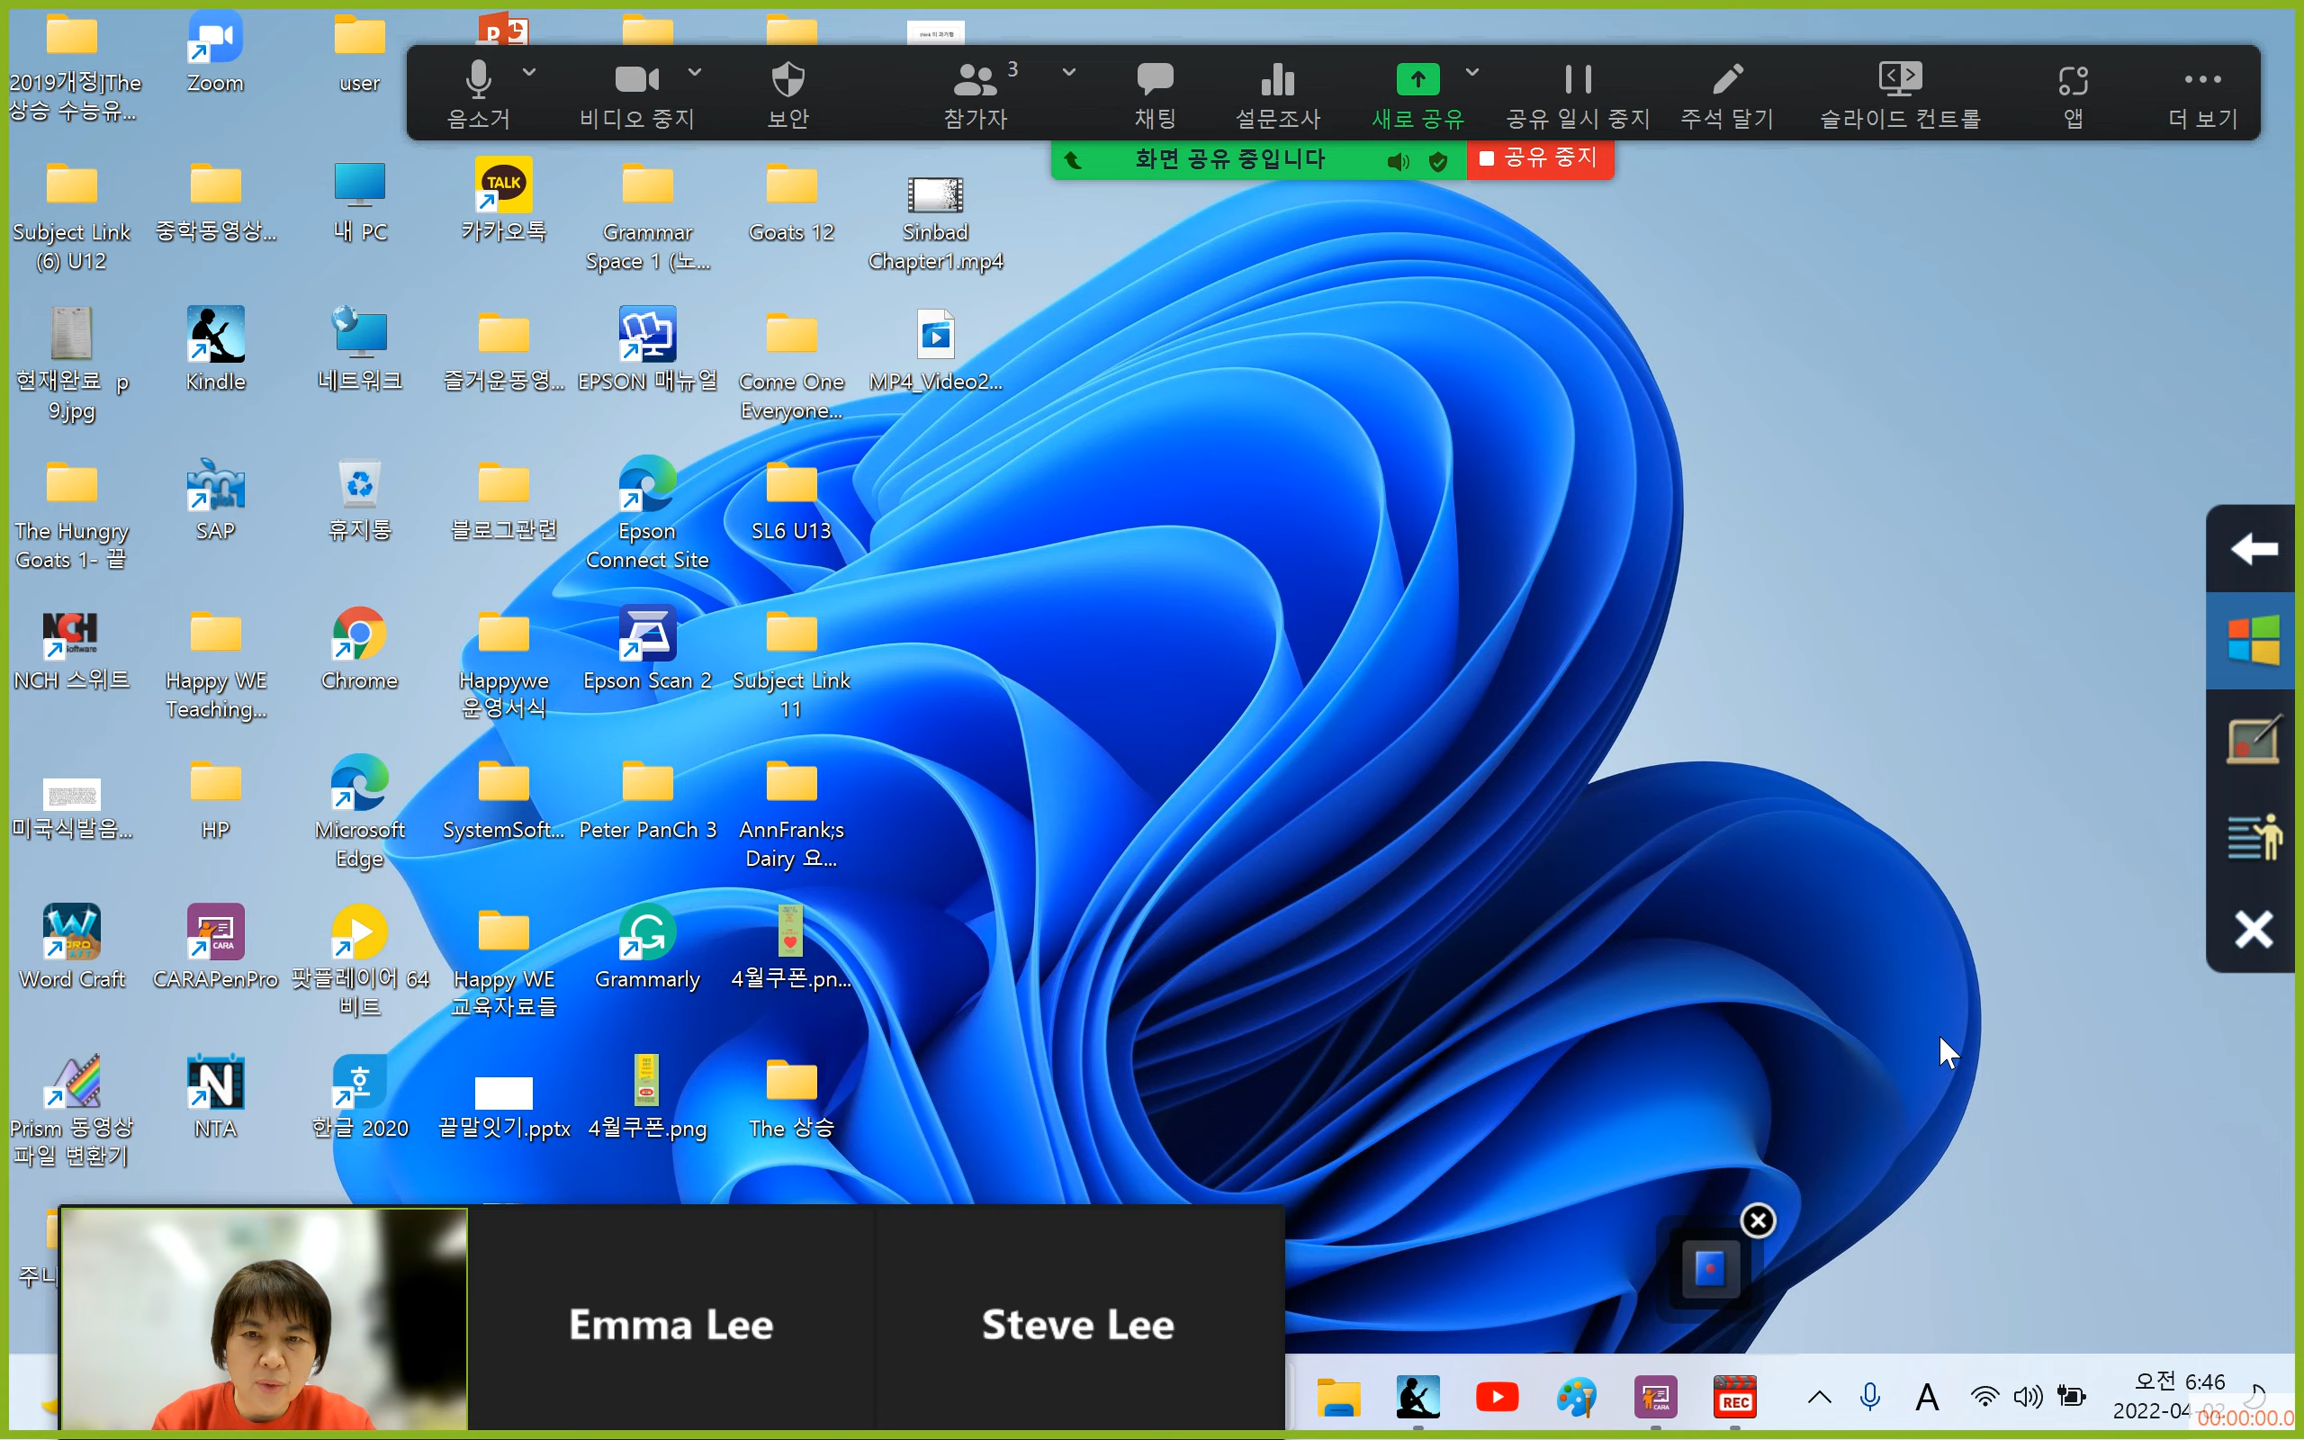 음소거
비디오 중지
보안
3
참가자
채팅
설문조사
새로 공유
공유 일시 중지
주석 달기
슬라이드 컨트롤
앱
더 보기
화면 공유 중입니다
공유 중지
2019개정]The
상승 수능유...
Zoom
user
Subject Link
(6) U12
중학동영상...
내 PC
TALK
카카오톡
Grammar
Space 1 (노...
Goats 12
Sinbad
Chapter1.mp4
현재완료 p
9.jpg
Kindle
네트워크
즐거운동영...
EPSON 매뉴얼
Come One
Everyone...
MP4_Video2...
The Hungry
Goats 1- 끝
SAP
휴지통
블로그관련
Epson
Connect Site
SL6 U13
NCH
Software
NCH 스위트
Happy WE
Teaching...
Chrome
Happywe
운영서식
Epson Scan 2
Subject Link
11
미국식발음...
HP
Microsoft
Edge
SystemSoft...
Peter PanCh 3
AnnFrank;s
Dairy 요...
Word Craft
CARA
CARAPenPro
팟플레이어 64
비트
Happy WE
교육자료들
Grammarly
4월쿠폰.pn...
Prism 동영상
파일 변환기
N
NTA
호
한글 2020
끝말잇기.pptx
4월쿠폰.png
The 상승
주니
Emma Lee
Steve Lee
CARA
REC
A
오전 6:46
2022-04
00:00:00.0